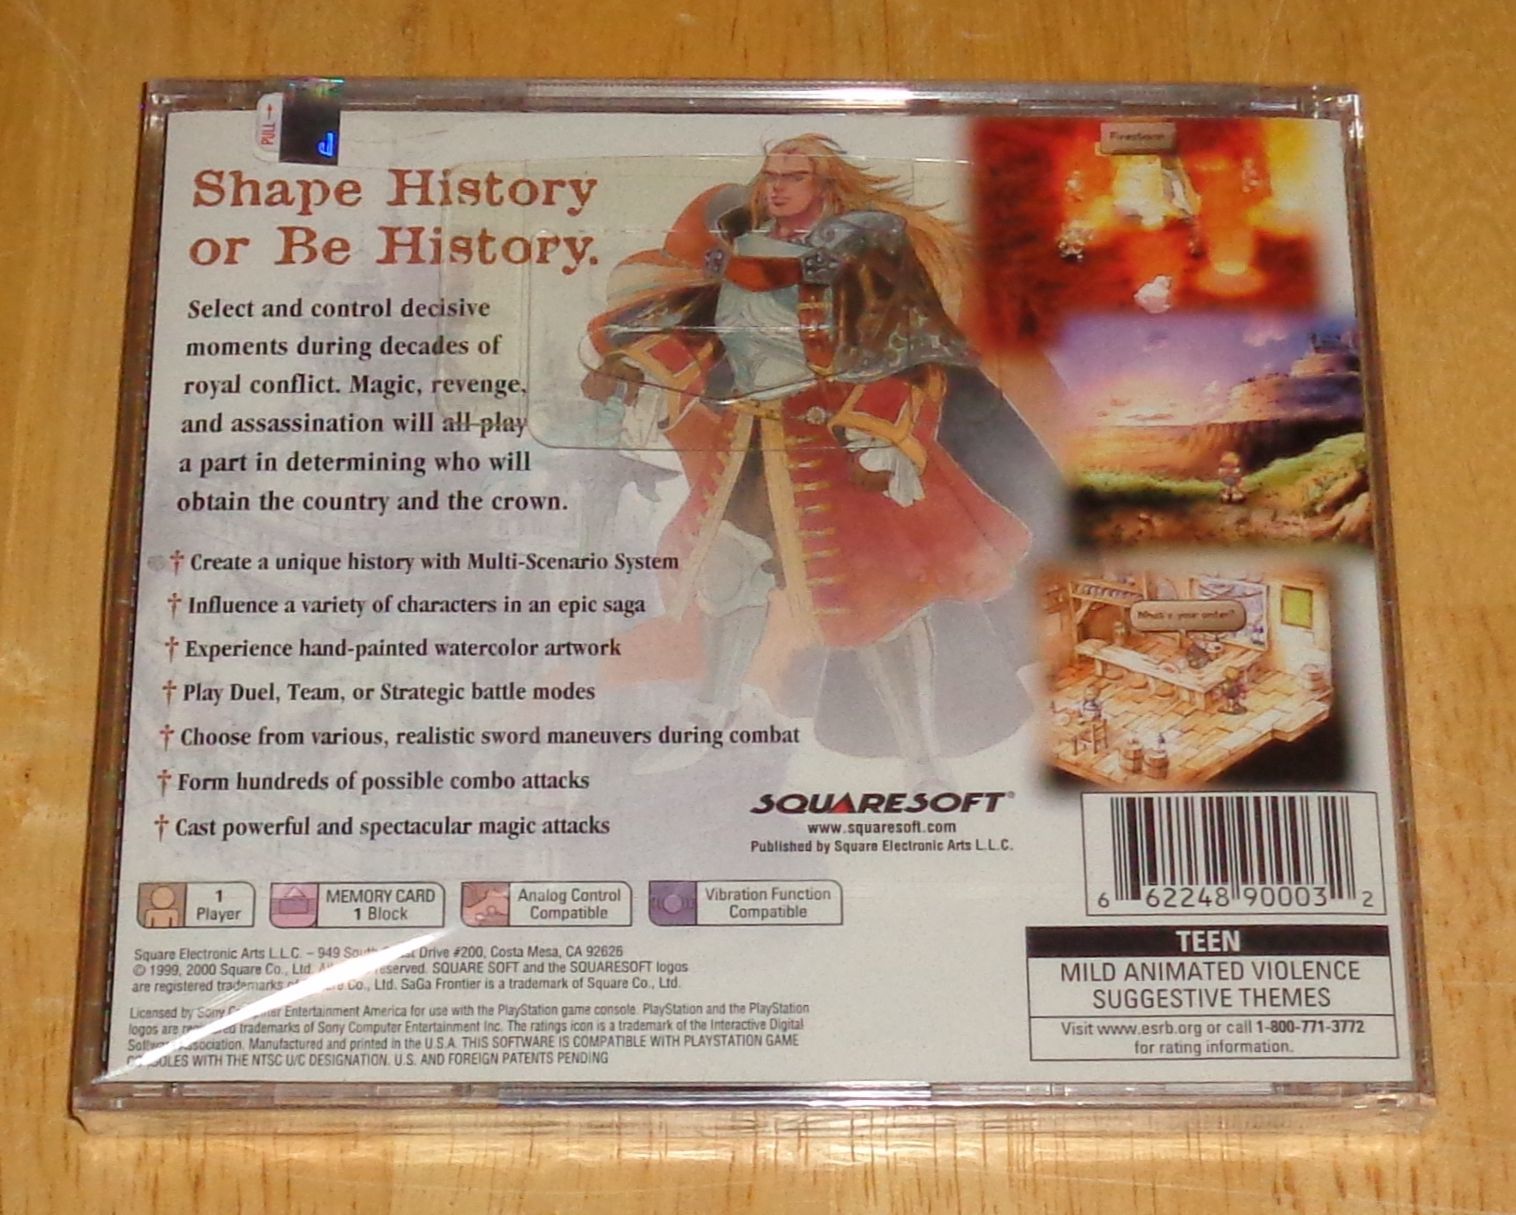 PULL→
Shape History
or Be History.
Select and control decisive
moments during decades of
royal conflict. Magic, revenge,
and assassination will all play
a part in determining who will
obtain the country and the crown.
† Create a unique history with Multi-Scenario System
† Influence a variety of characters in an epic saga
† Experience hand-painted watercolor artwork
† Play Duel, Team, or Strategic battle modes
† Choose from various, realistic sword maneuvers during combat
† Form hundreds of possible combo attacks
† Cast powerful and spectacular magic attacks
Firestorm
What's your order?
SQUARESOFT®
www.squaresoft.com
Published by Square Electronic Arts L.L.C.
1
Player
MEMORY CARD
1 Block
Analog Control
Compatible
Vibration Function
Compatible
6 62248 90003 2
Square Electronic Arts L.L.C. – 949 South Drive #200, Costa Mesa, CA 92626
© 1999, 2000 Square Co., Ltd. All reserved. SQUARE SOFT and the SQUARESOFT logos
are registered trademarks of Square Co., Ltd. SaGa Frontier is a trademark of Square Co., Ltd.
Licensed by Sony Computer Entertainment America for use with the PlayStation game console. PlayStation and the PlayStation
logos are registered trademarks of Sony Computer Entertainment Inc. The ratings icon is a trademark of the Interactive Digital
Software Association. Manufactured and printed in the U.S.A. THIS SOFTWARE IS COMPATIBLE WITH PLAYSTATION GAME
CONSOLES WITH THE NTSC U/C DESIGNATION. U.S. AND FOREIGN PATENTS PENDING
TEEN
MILD ANIMATED VIOLENCE
SUGGESTIVE THEMES
Visit www.esrb.org or call 1-800-771-3772
for rating information.